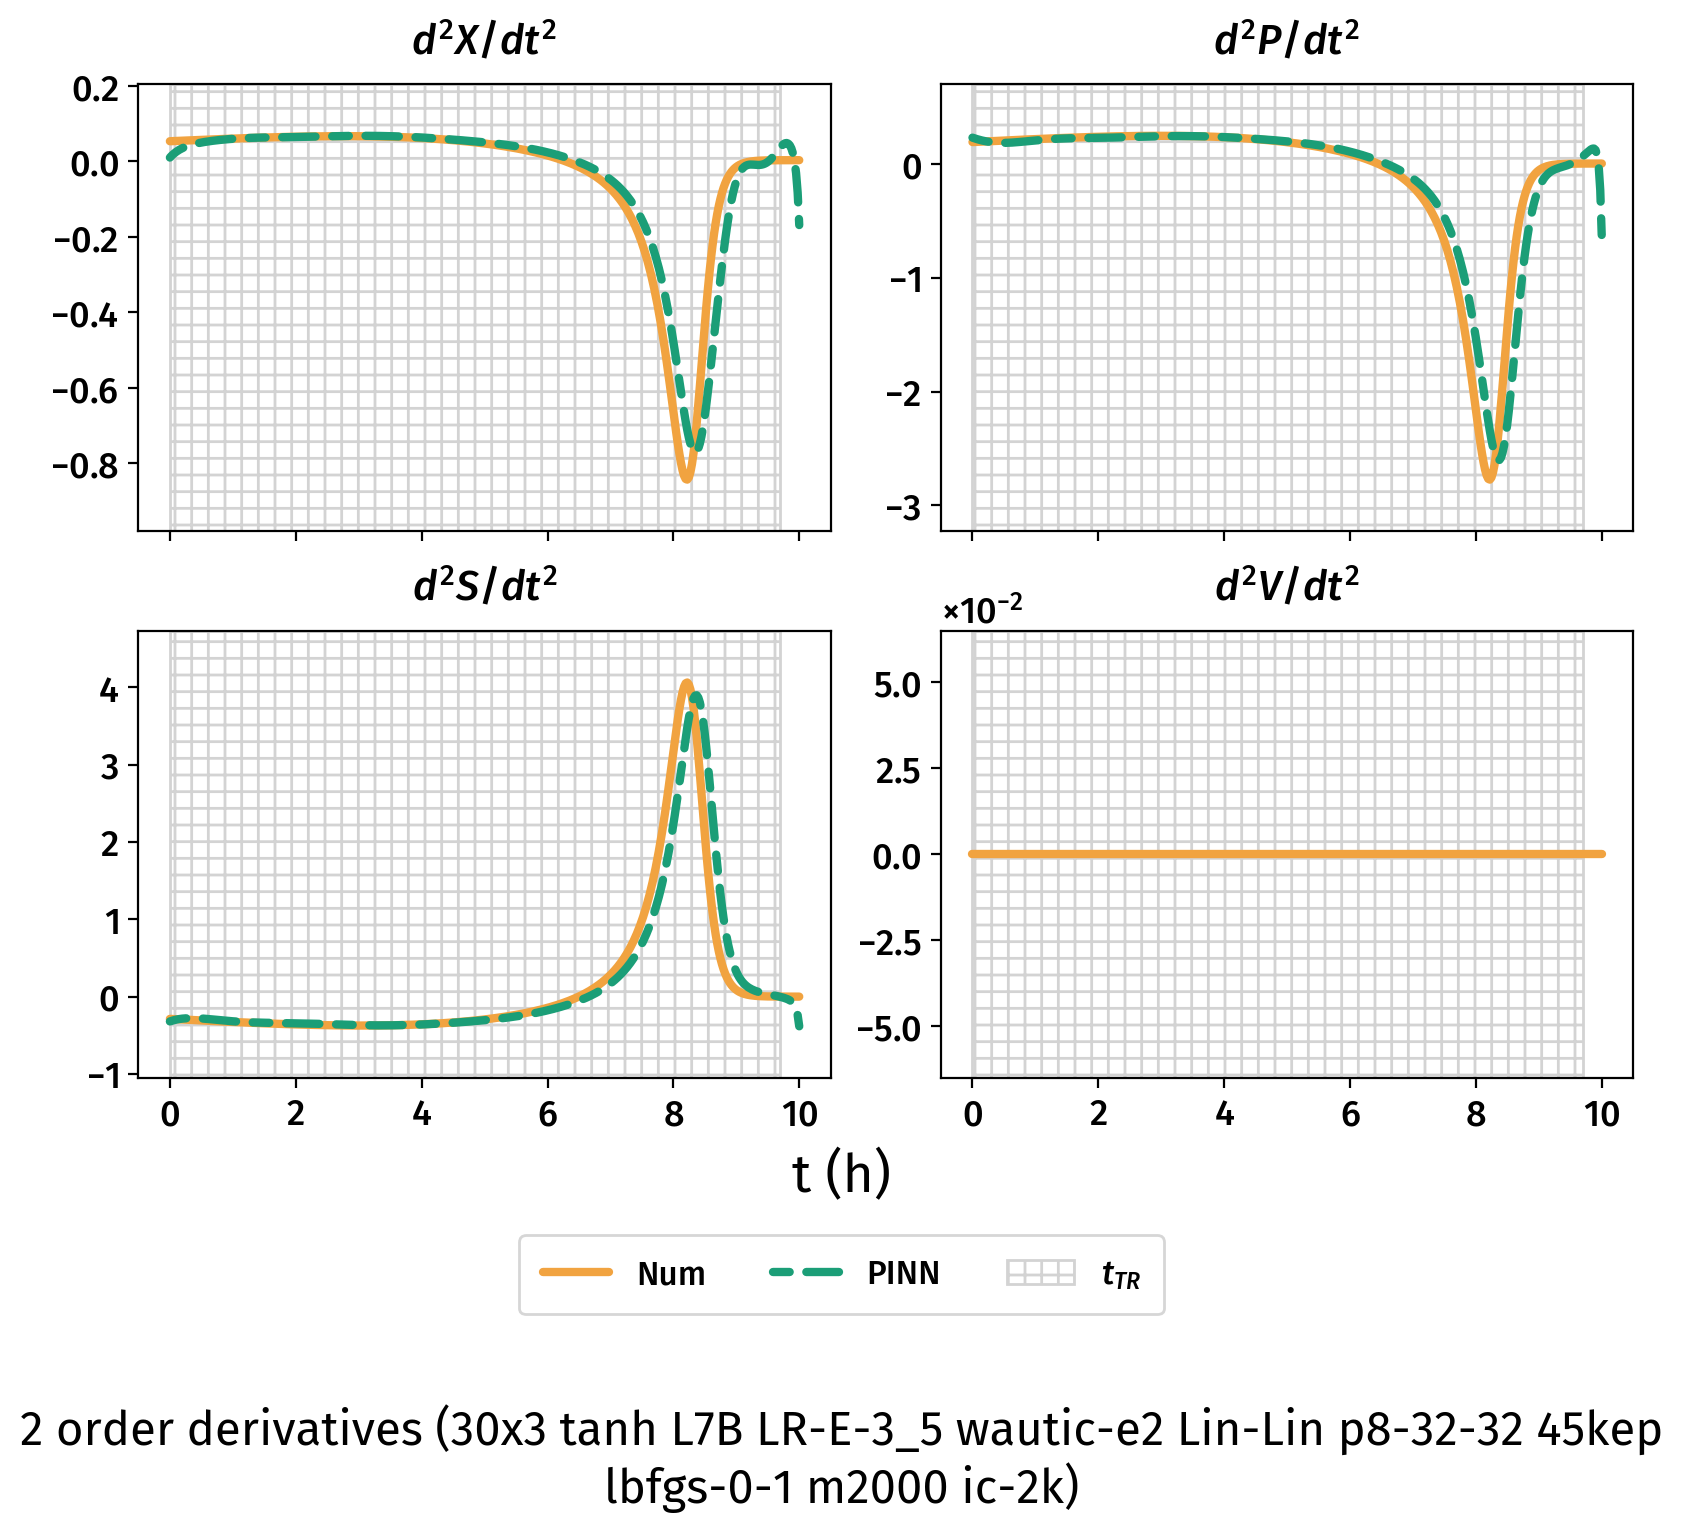 d²X/dt²
d²P/dt²
0.2
0.0
−0.2
−0.4
−0.6
−0.8
0
−1
−2
−3
d²S/dt²
d²V/dt²
×10⁻²
4
3
2
1
0
−1
5.0
2.5
0.0
−2.5
−5.0
0 2 4 6 8 10
0 2 4 6 8 10
t (h)
Num PINN t_TR
2 order derivatives (30x3 tanh L7B LR-E-3_5 wautic-e2 Lin-Lin p8-32-32 45kep
lbfgs-0-1 m2000 ic-2k)